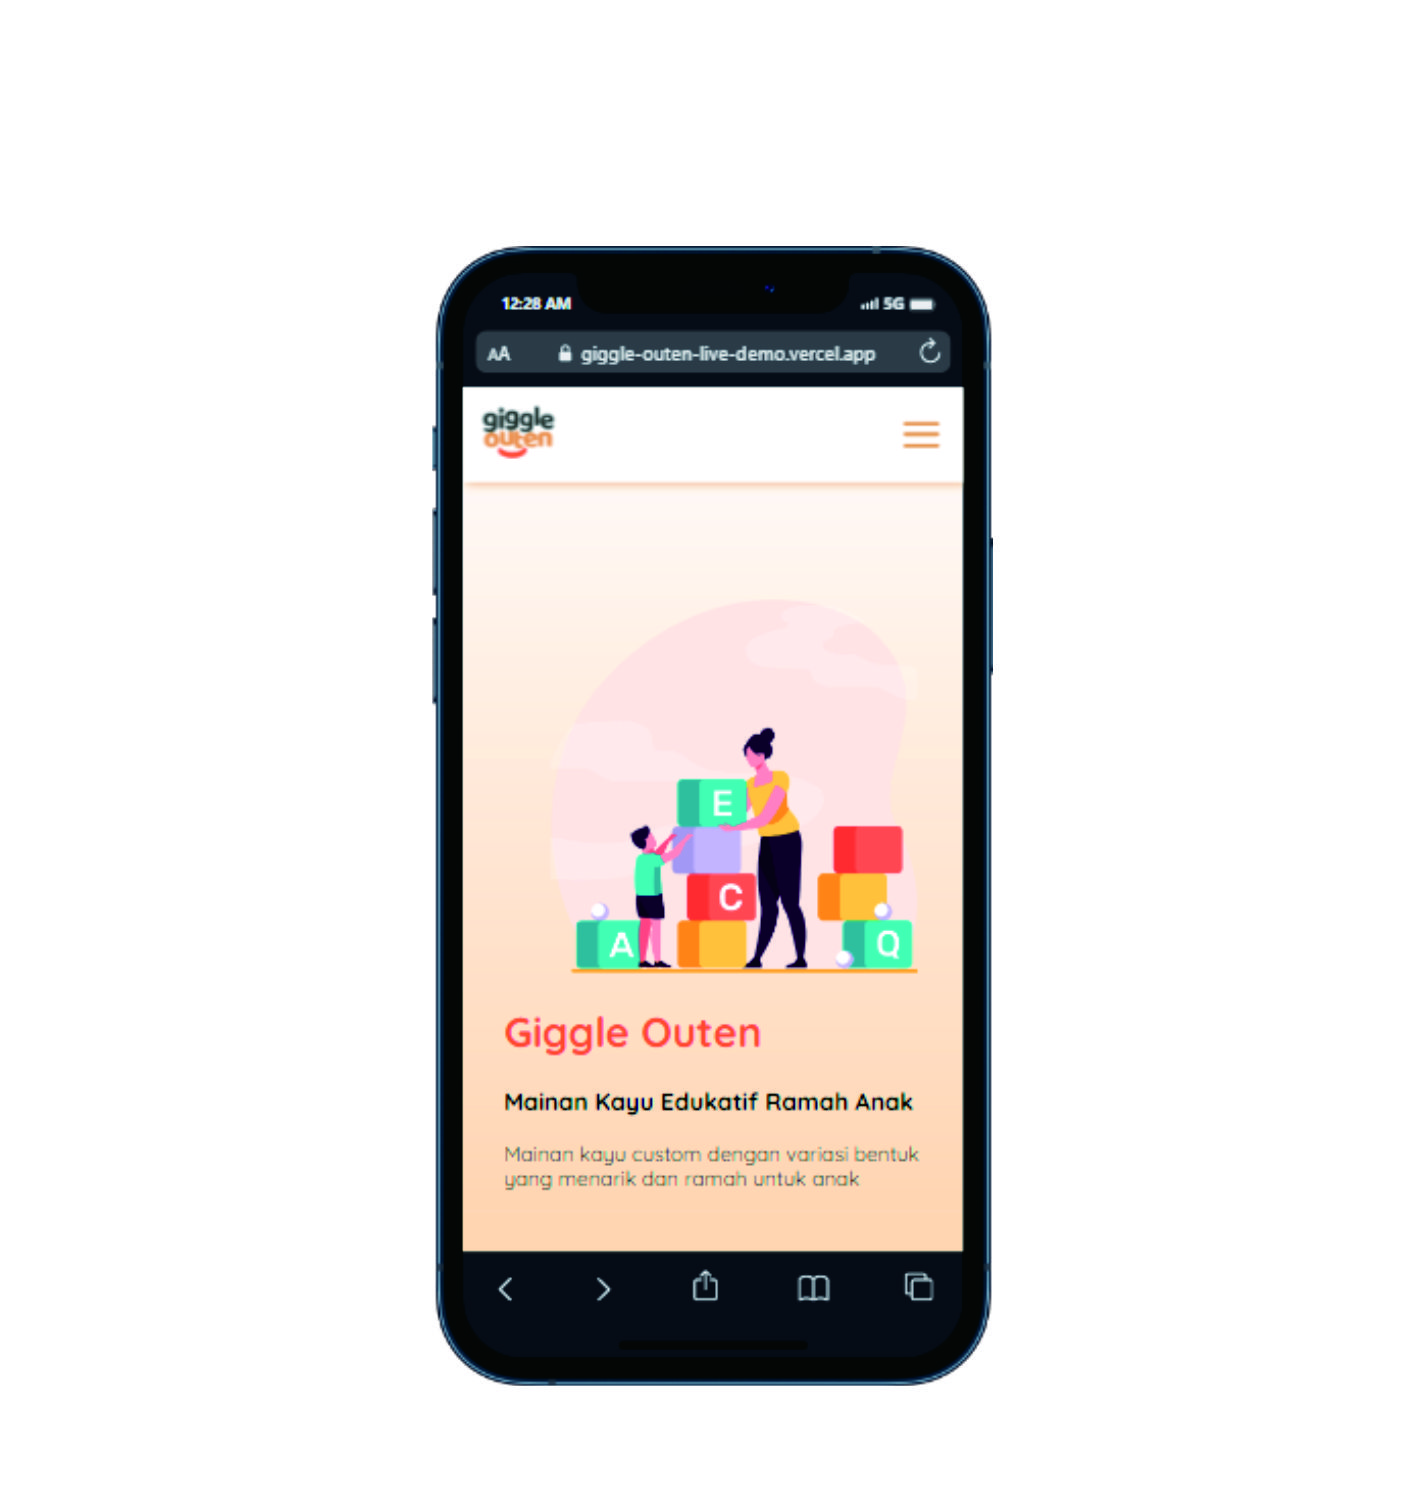 12:28 AM 5G
AA giggle-outen-live-demo.vercel.app
giggle
outen
E
C
A
Q
Giggle Outen
Mainan Kayu Edukatif Ramah Anak
Mainan kayu custom dengan variasi bentuk
yang menarik dan ramah untuk anak